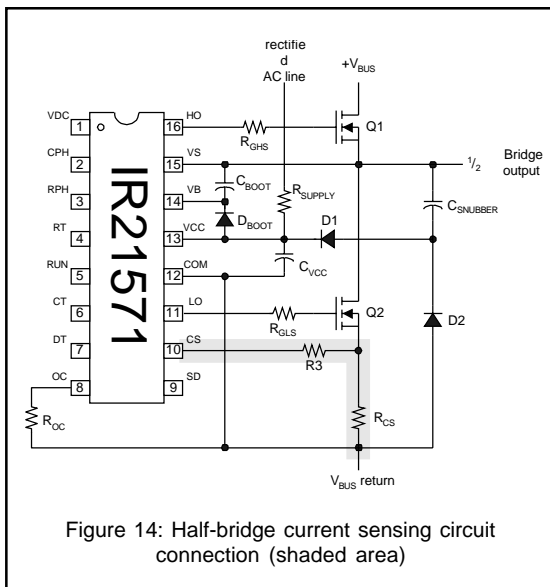 rectifie
d
AC line
+VBUS
VDC
1
16
HO
RGHS
Q1
CPH
2
15
VS
1/2 Bridge
output
RPH
3
14
VB
CBOOT
RSUPPLY
CSNUBBER
RT
4
13
VCC
DBOOT
D1
RUN
5
12
COM
CVCC
CT
6
11
LO
RGLS
Q2
D2
DT
7
10
CS
R3
OC
8
9
SD
IR21571
ROC
RCS
VBUS return
Figure 14: Half-bridge current sensing circuit
connection (shaded area)